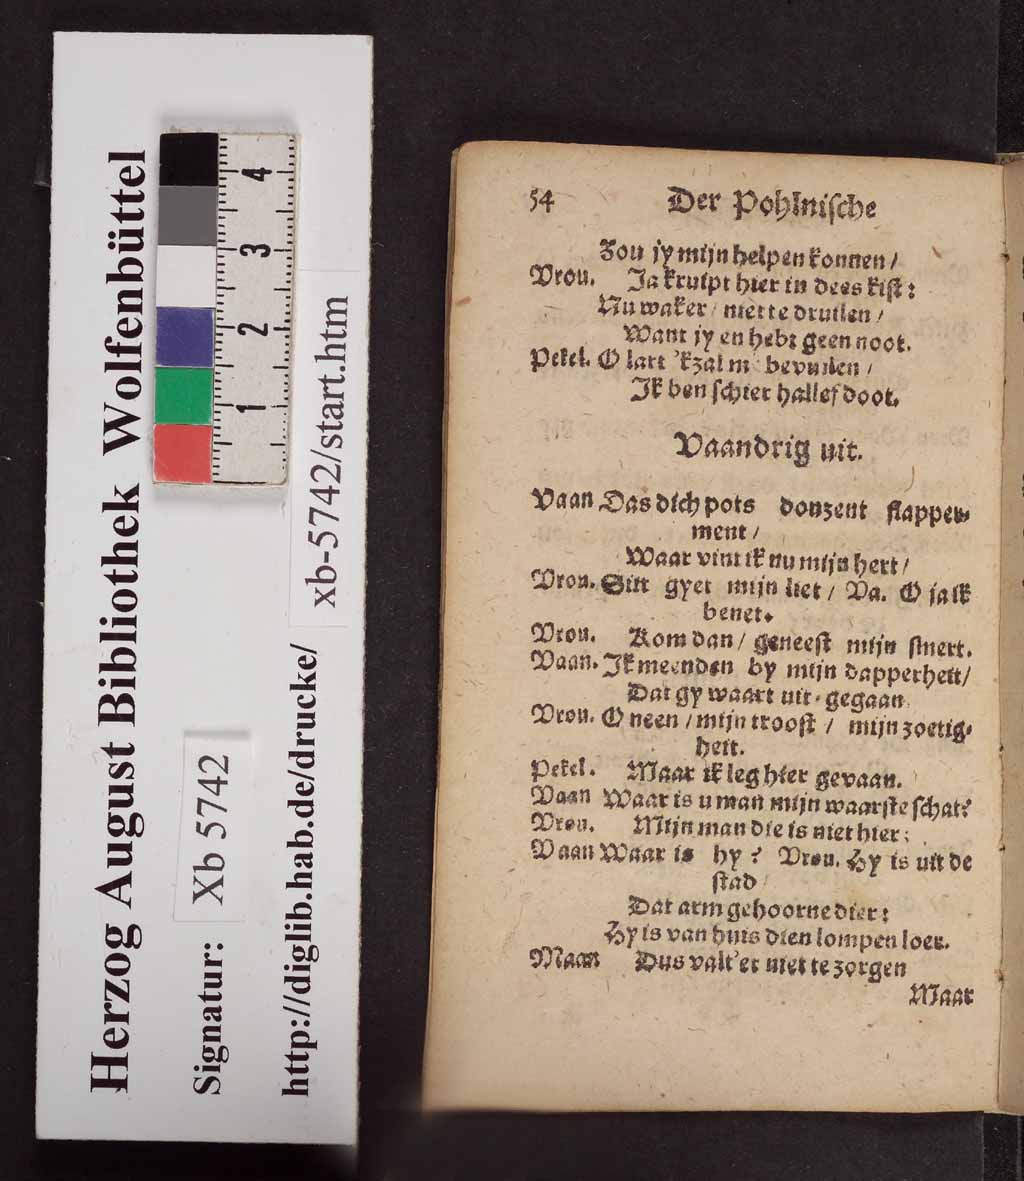 Herzog August Bibliothek Wolfenbüttel
Signatur: Xb 5742
http://diglib.hab.de/drucke/ xb-5742/start.htm
1 2 3 4
54 Der Pohlnische
Zou jy mijn helpen konnen /
Vrou. Ja kruipt hier in dees kist:
Nu waker / niet te druilen /
Want jy en hebt geen noot.
Pekel. O lart 'k zal m bevuilen /
Jk ben schier hallef doot.
Vaandrig uit.
Vaan Das dich pots donzent slapper-
ment /
Waar vint ik nu mijn hert /
Vrou. Sitt gyet mijn liet / Va. O ja ik
benet.
Vrou. Kom dan / geneest mijn smert.
Vaan. Jk meenden by mijn dapperheit /
Dat gy waart uit-gegaan.
Vrou. O neen / mijn troost / mijn zoetig-
heit.
Pekel. Maar ik leg hier gevaan.
Vaan Waar is u man mijn waarste schat?
Vrou. Mijn man die is niet hier:
Vaan Waar is hy? Vrou. Hy is uit de
stad
Dat arm gehoorne dier:
Hy is van huis dien lompen loer.
Maan Dus valt'er niet te zorgen
Maar